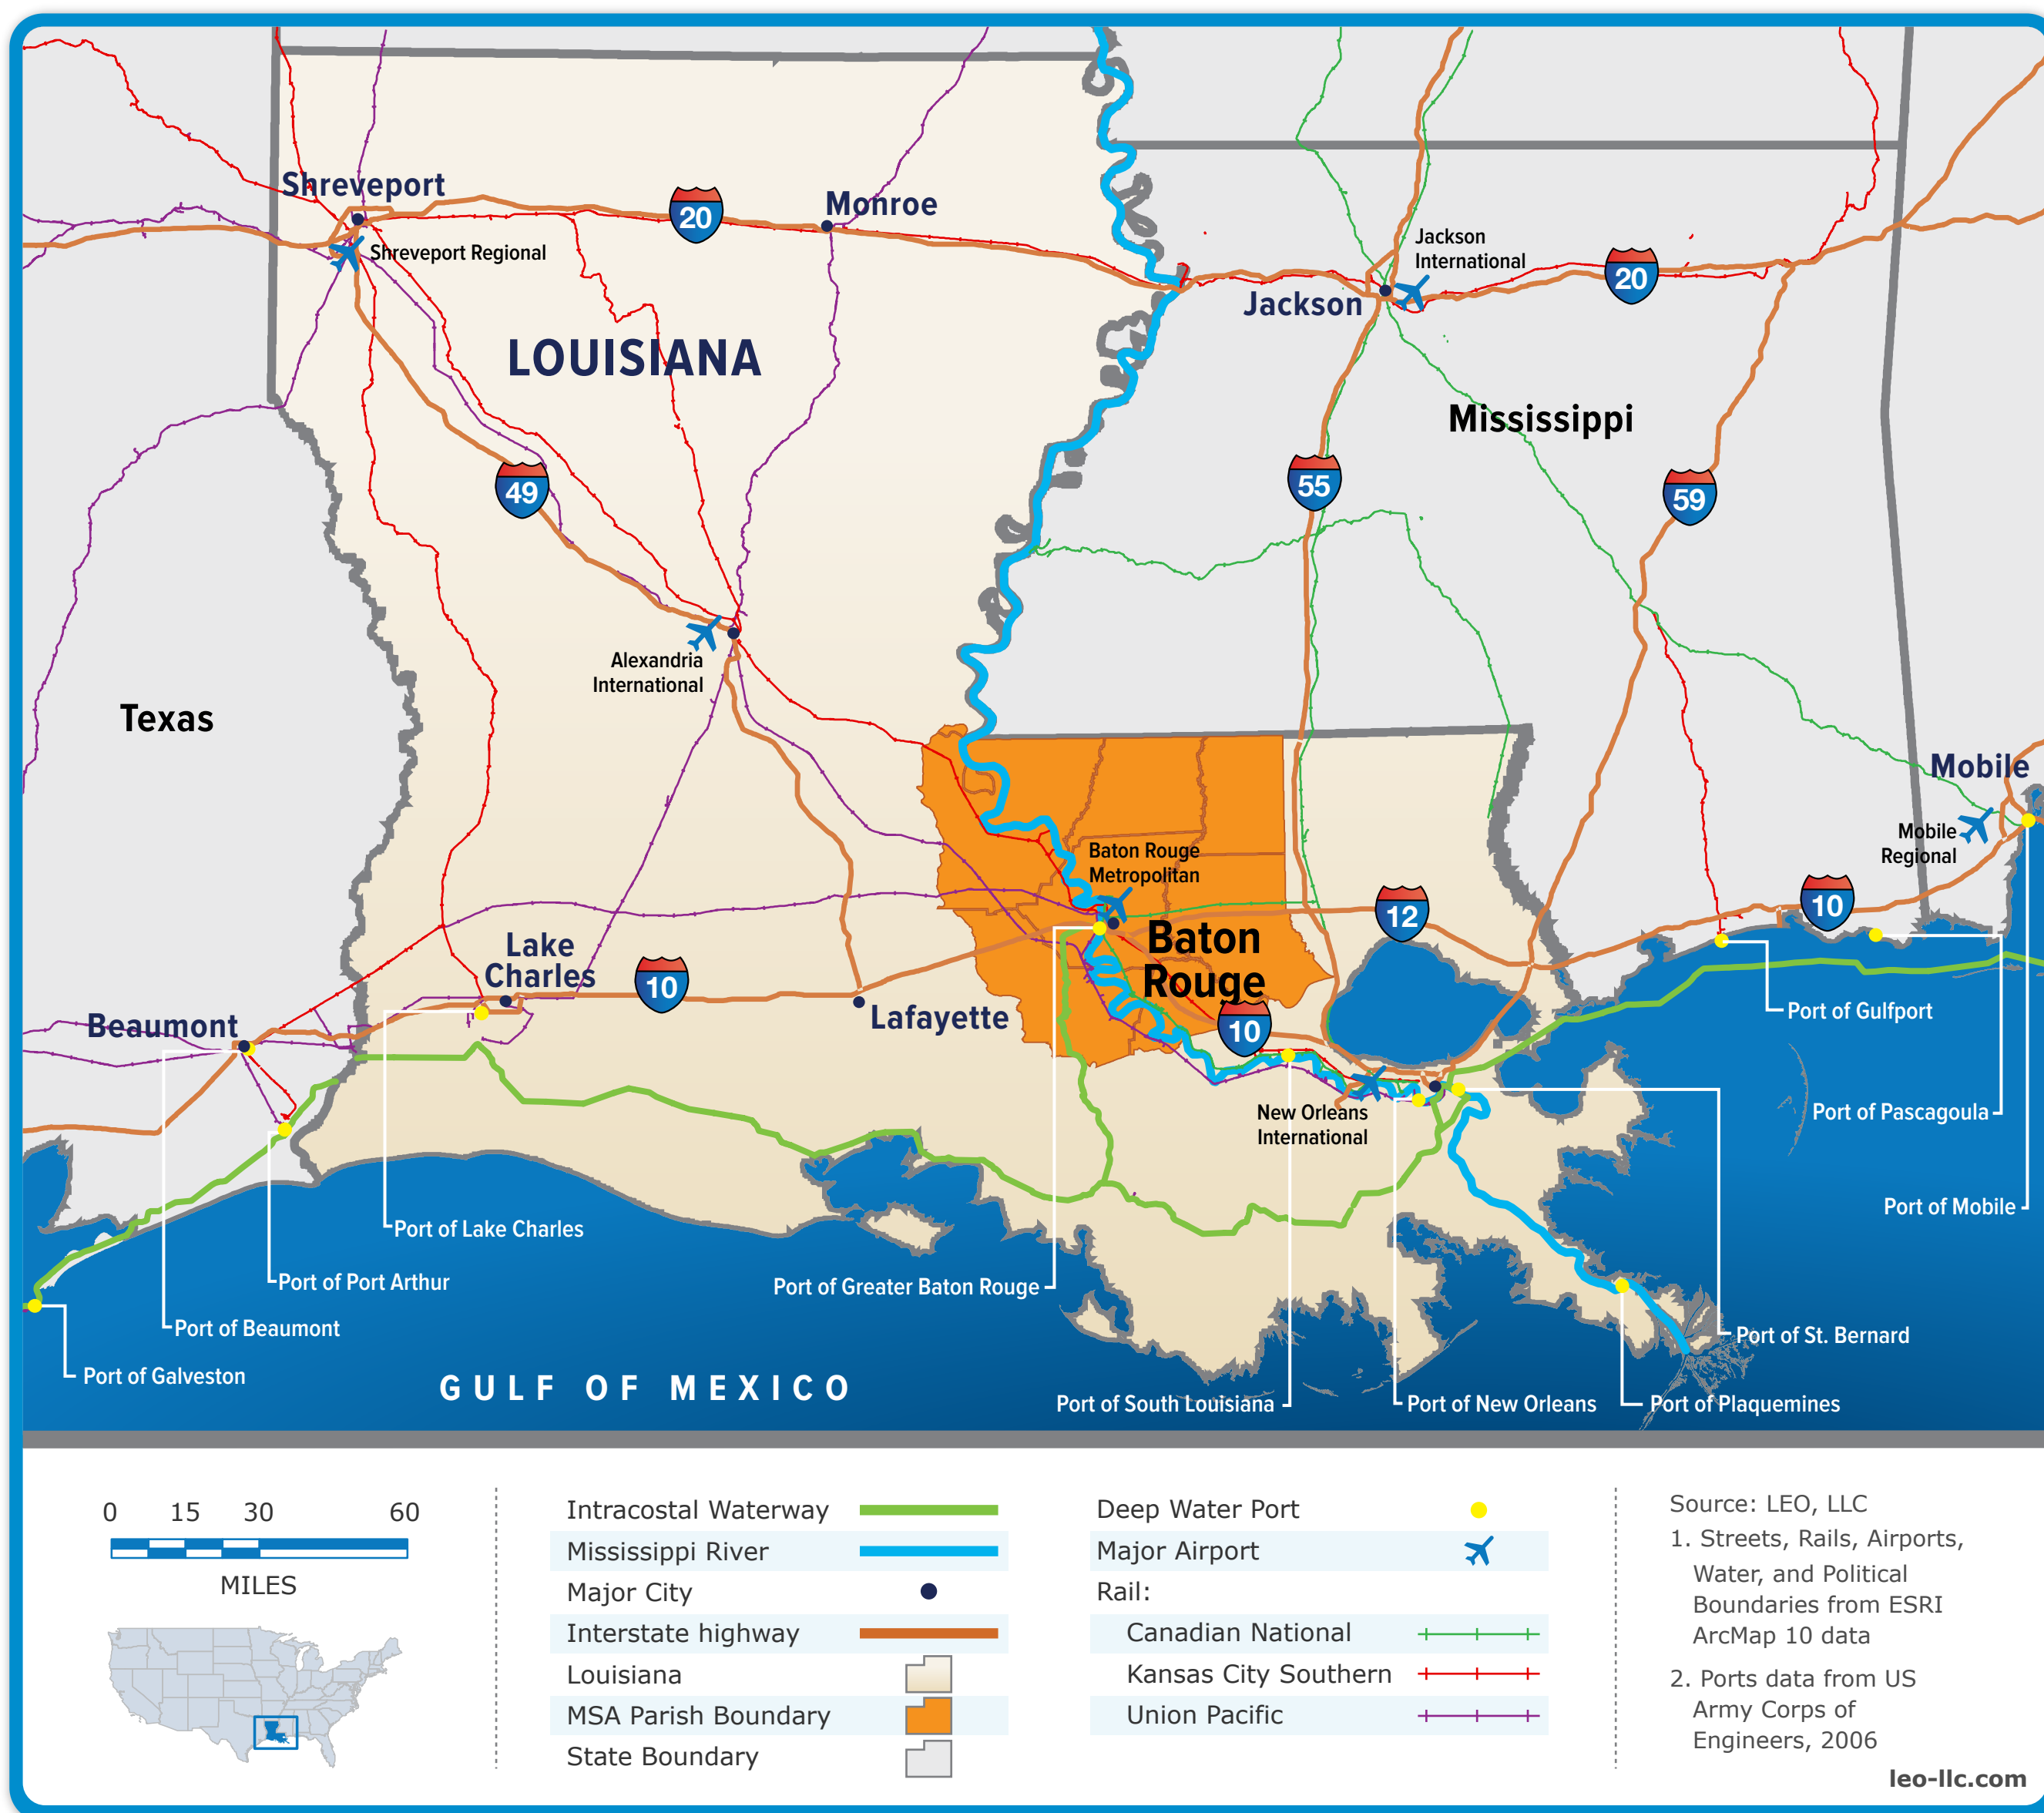 Shreveport
20
Monroe
Shreveport Regional
Jackson
International
20
Jackson
LOUISIANA
Mississippi
49
55
59
Alexandria
International
Texas
Mobile
Mobile
Regional
Baton Rouge
Metropolitan
10
12
Baton
Rouge
Lake
Charles
10
Lafayette
Beaumont
10
Port of Gulfport
New Orleans
International
Port of Pascagoula
Port of Mobile
Port of Lake Charles
Port of Port Arthur
Port of Greater Baton Rouge
Port of Beaumont
Port of St. Bernard
Port of Galveston
GULF OF MEXICO
Port of South Louisiana
Port of New Orleans
Port of Plaquemines
0 15 30 60
MILES
Intracostal Waterway
Mississippi River
Major City
Interstate highway
Louisiana
MSA Parish Boundary
State Boundary
Deep Water Port
Major Airport
Rail:
Canadian National
Kansas City Southern
Union Pacific
Source: LEO, LLC
1. Streets, Rails, Airports,
Water, and Political
Boundaries from ESRI
ArcMap 10 data
2. Ports data from US
Army Corps of
Engineers, 2006
leo-llc.com